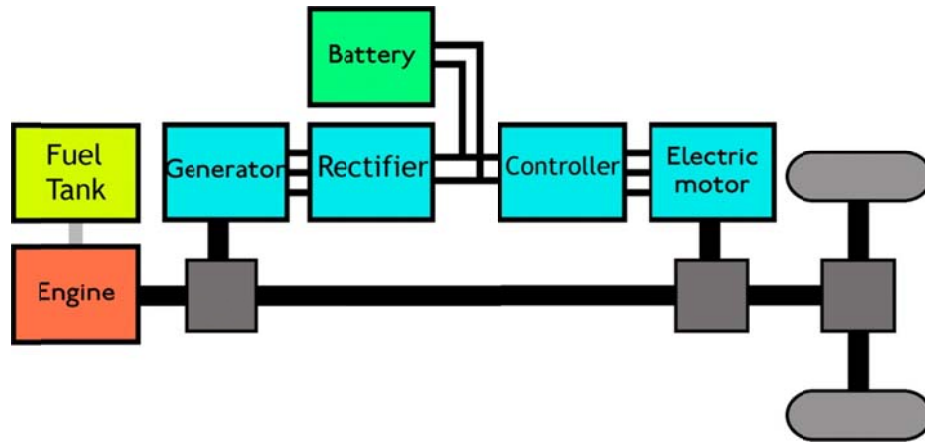 Battery
Fuel
Tank
Generator
Rectifier
Controller
Electric
motor
Engine